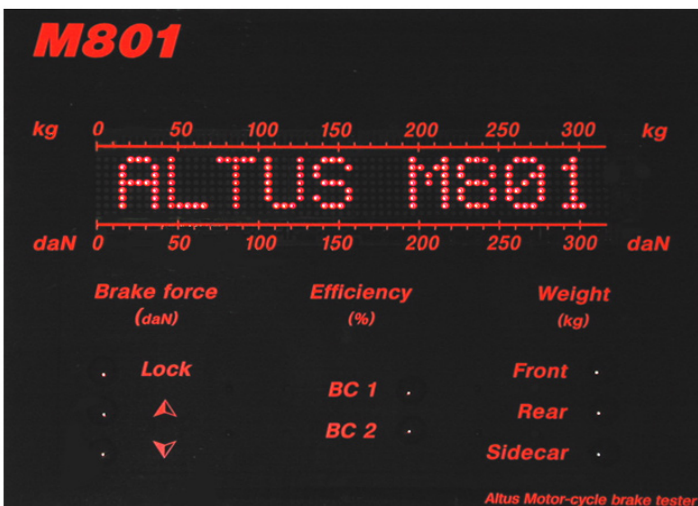 M801
kg 0 50 100 150 200 250 300 kg
ALTUS M801
daN 0 50 100 150 200 250 300 daN
Brake force Efficiency Weight
(daN) (%) (kg)
Lock Front
BC 1
Rear
BC 2
Sidecar
Altus Motor-cycle brake tester